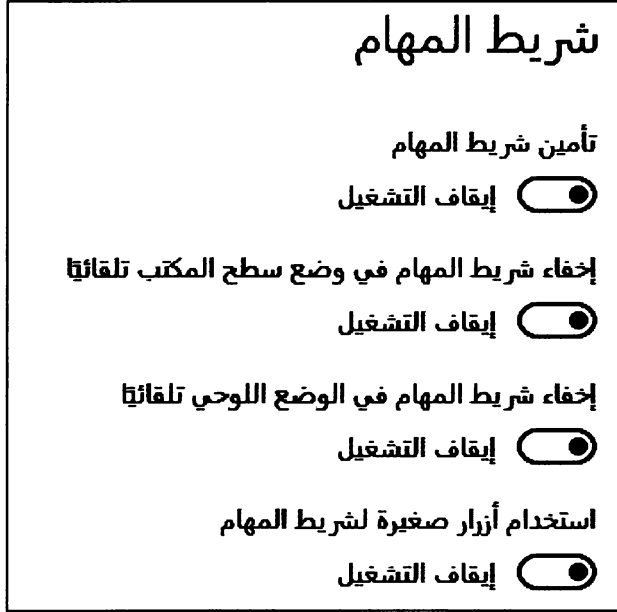 شريط المهام
تأمين شريط المهام
إيقاف التشغيل
إخفاء شريط المهام في وضع سطح المكتب تلقائيًا
إيقاف التشغيل
إخفاء شريط المهام في الوضع اللوحي تلقائيًا
إيقاف التشغيل
استخدام أزرار صغيرة لشريط المهام
إيقاف التشغيل